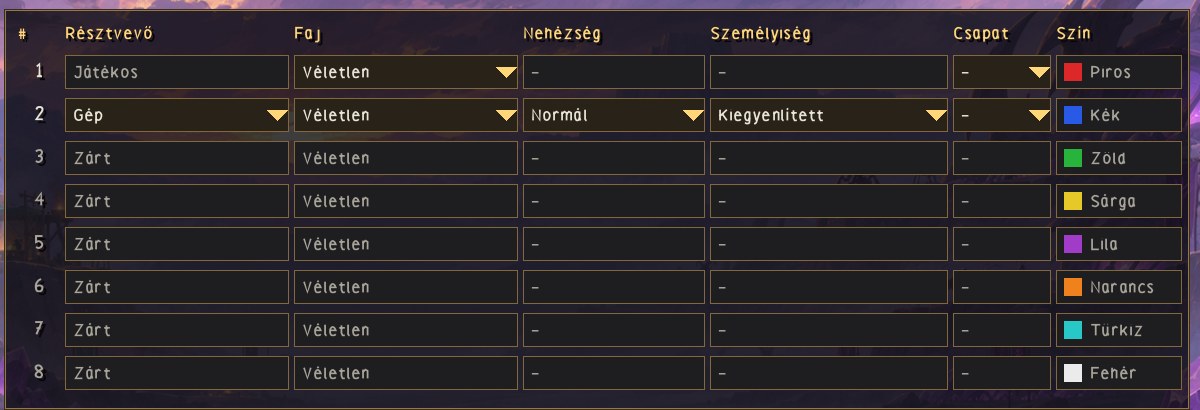 # Résztvevő Faj Nehézség Személyiség Csapat Szín
1 Játékos Véletlen – – – Piros
2 Gép Véletlen Normál Kiegyenlített – Kék
3 Zárt Véletlen – – – Zöld
4 Zárt Véletlen – – – Sárga
5 Zárt Véletlen – – – Lila
6 Zárt Véletlen – – – Narancs
7 Zárt Véletlen – – – Türkiz
8 Zárt Véletlen – – – Fehér